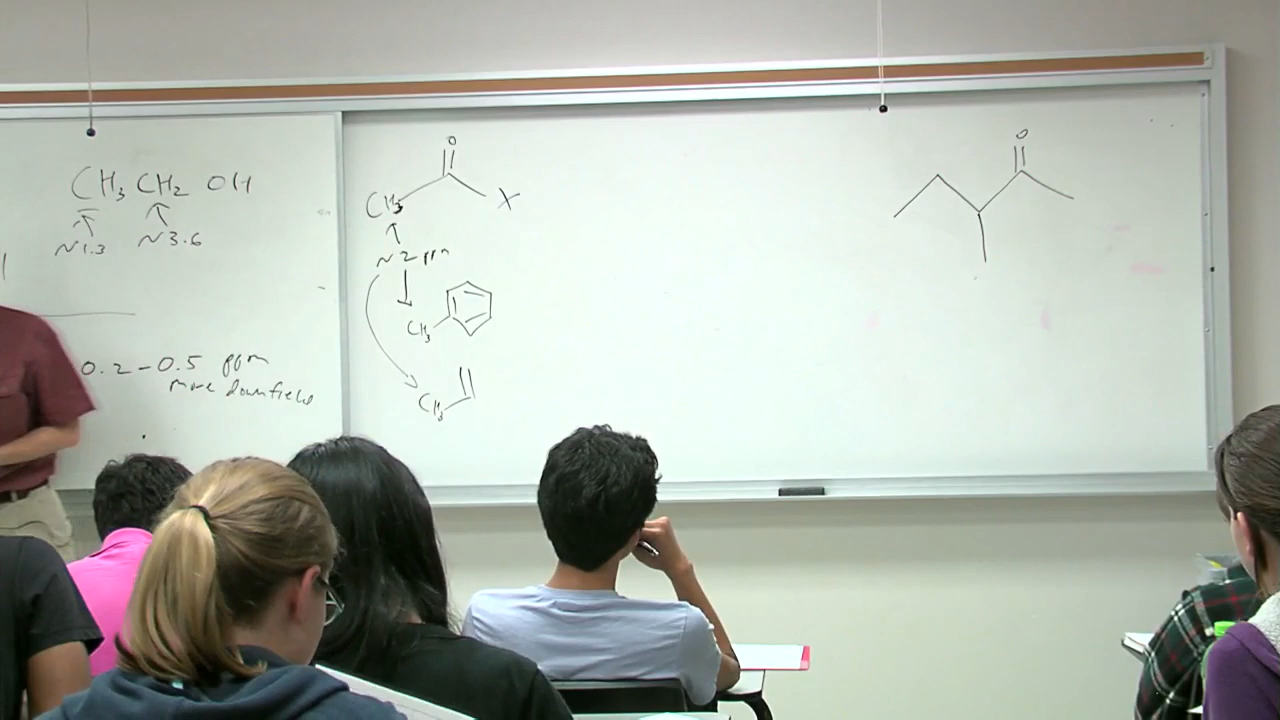 CH3 CH2 OH
~1.3 ~3.6
0.2-0.5 ppm
more downfield
O
CH3 X
~2 ppm
CH3
CH3
O